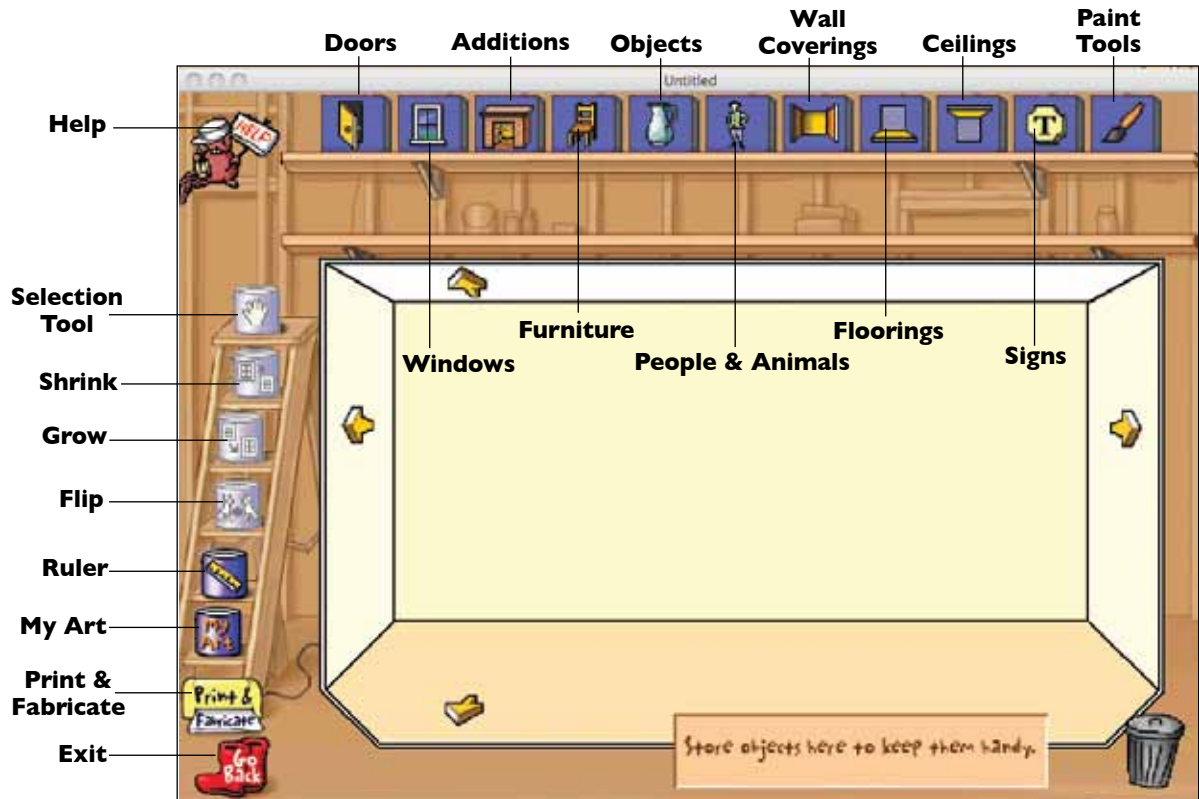 Doors
Additions
Objects
Wall
Coverings
Ceilings
Paint
Tools
Untitled
Help
HELP
T
Selection
Tool
Furniture
Floorings
Windows
People & Animals
Signs
Shrink
Grow
Flip
Ruler
My Art
My
Art
Print &
Fabricate
Print &
Fabricate
Exit
Go
Back
Store objects here to keep them handy.